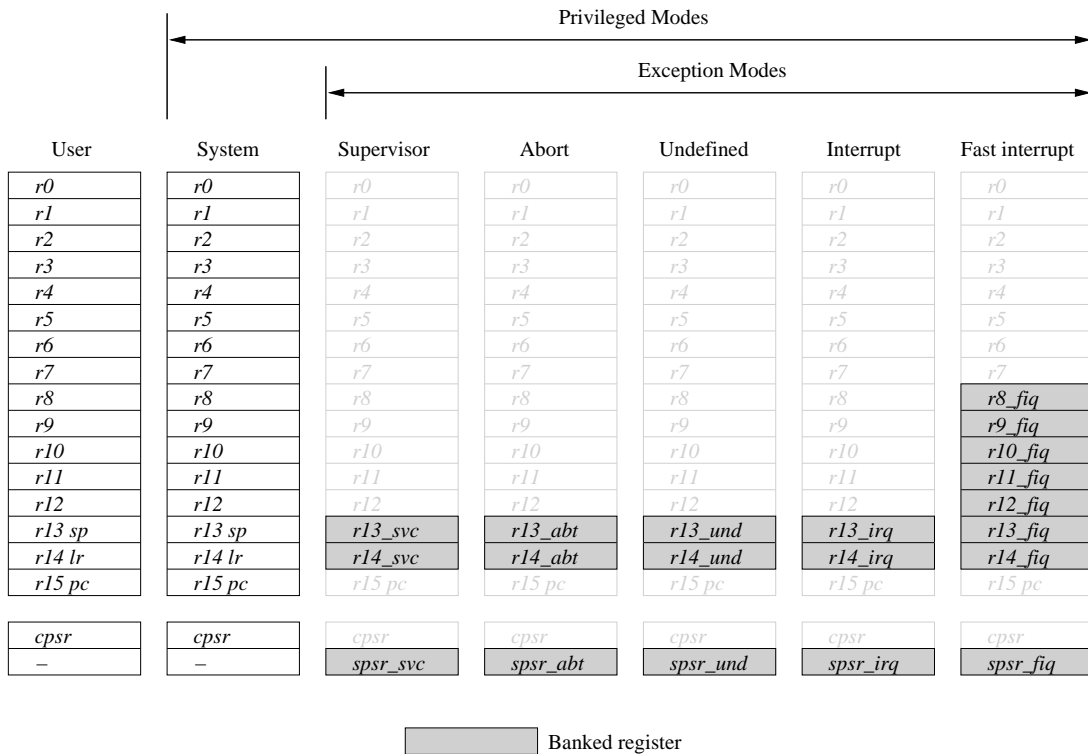 Privileged Modes
Exception Modes
User System Supervisor Abort Undefined Interrupt Fast interrupt
r0 r0 r0 r0 r0 r0 r0
r1 r1 r1 r1 r1 r1 r1
r2 r2 r2 r2 r2 r2 r2
r3 r3 r3 r3 r3 r3 r3
r4 r4 r4 r4 r4 r4 r4
r5 r5 r5 r5 r5 r5 r5
r6 r6 r6 r6 r6 r6 r6
r7 r7 r7 r7 r7 r7 r7
r8 r8 r8 r8 r8 r8 r8_fiq
r9 r9 r9 r9 r9 r9 r9_fiq
r10 r10 r10 r10 r10 r10 r10_fiq
r11 r11 r11 r11 r11 r11 r11_fiq
r12 r12 r12 r12 r12 r12 r12_fiq
r13 sp r13 sp r13_svc r13_abt r13_und r13_irq r13_fiq
r14 lr r14 lr r14_svc r14_abt r14_und r14_irq r14_fiq
r15 pc r15 pc r15 pc r15 pc r15 pc r15 pc r15 pc
cpsr cpsr cpsr cpsr cpsr cpsr cpsr
– – spsr_svc spsr_abt spsr_und spsr_irq spsr_fiq
Banked register